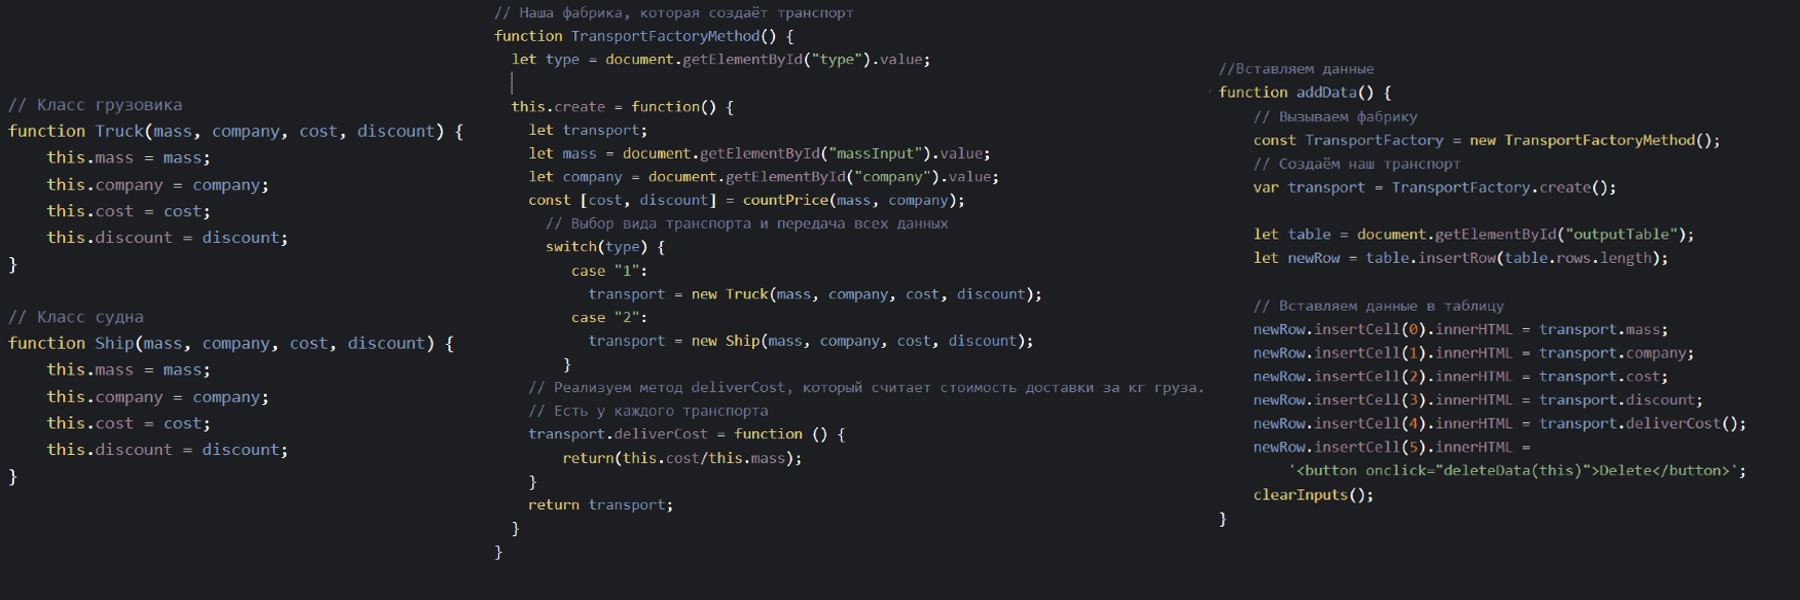 // Класс грузовика
function Truck(mass, company, cost, discount) {
    this.mass = mass;
    this.company = company;
    this.cost = cost;
    this.discount = discount;
}
// Класс судна
function Ship(mass, company, cost, discount) {
    this.mass = mass;
    this.company = company;
    this.cost = cost;
    this.discount = discount;
}
// Наша фабрика, которая создаёт транспорт
function TransportFactoryMethod() {
  let type = document.getElementById("type").value;
  this.create = function() {
    let transport;
    let mass = document.getElementById("massInput").value;
    let company = document.getElementById("company").value;
    const [cost, discount] = countPrice(mass, company);
      // Выбор вида транспорта и передача всех данных
      switch(type) {
         case "1":
           transport = new Truck(mass, company, cost, discount);
         case "2":
           transport = new Ship(mass, company, cost, discount);
        }
    // Реализуем метод deliverCost, который считает стоимость доставки за кг груза.
    // Есть у каждого транспорта
    transport.deliverCost = function () {
        return(this.cost/this.mass);
    }
    return transport;
  }
}
//Вставляем данные
function addData() {
    // Вызываем фабрику
    const TransportFactory = new TransportFactoryMethod();
    // Создаём наш транспорт
    var transport = TransportFactory.create();
    let table = document.getElementById("outputTable");
    let newRow = table.insertRow(table.rows.length);
    // Вставляем данные в таблицу
    newRow.insertCell(0).innerHTML = transport.mass;
    newRow.insertCell(1).innerHTML = transport.company;
    newRow.insertCell(2).innerHTML = transport.cost;
    newRow.insertCell(3).innerHTML = transport.discount;
    newRow.insertCell(4).innerHTML = transport.deliverCost();
    newRow.insertCell(5).innerHTML =
        '<button onclick="deleteData(this)">Delete</button>';
    clearInputs();
}